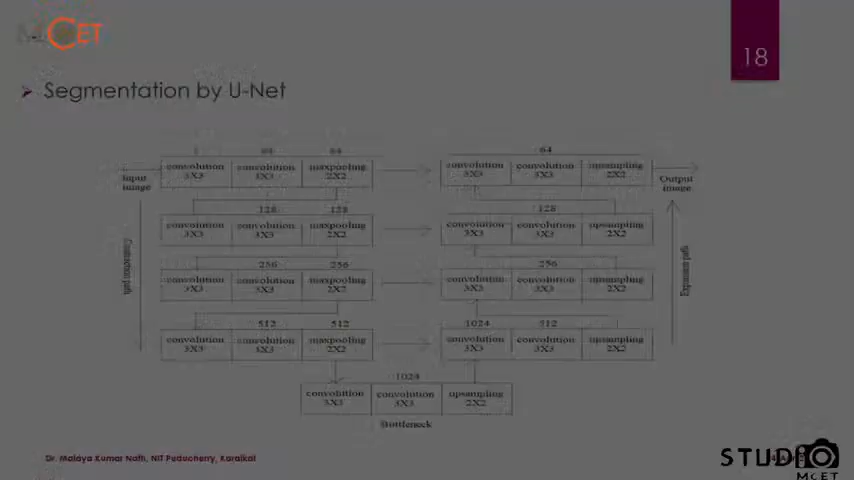 MCET
18
Segmentation by U-Net
1 64 64 64
convolution 3X3 convolution 3X3 maxpooling 2X2 convolution 3X3 convolution 3X3 upsampling 2X2
Input image
Output image
128 128 128
convolution 3X3 convolution 3X3 maxpooling 2X2 convolution 3X3 convolution 3X3 upsampling 2X2
Contraction path
Expansion path
256 256 256
convolution 3X3 convolution 3X3 maxpooling 2X2 convolution 3X3 convolution 3X3 upsampling 2X2
512 512 1024 512
convolution 3X3 convolution 3X3 maxpooling 2X2 convolution 3X3 convolution 3X3 upsampling 2X2
1024
convolution 3X3 convolution 3X3 upsampling 2X2
Bottleneck
Dr. Malaya Kumar Nath, NIT Puducherry, Karaikal
STUDIO
MCET